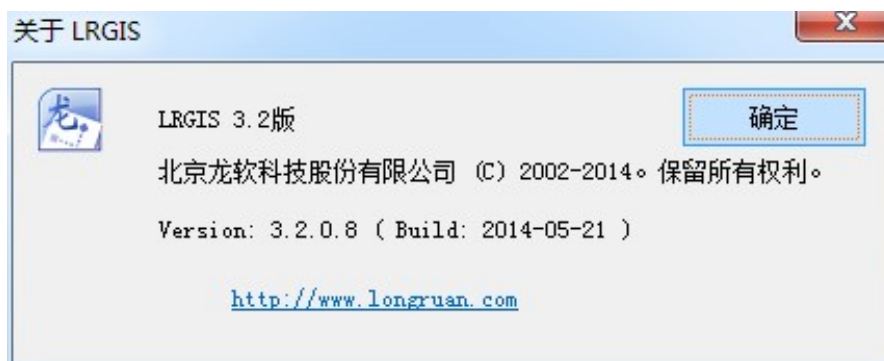 关于 LRGIS
龙
LRGIS 3.2版
确定
北京龙软科技股份有限公司 (C) 2002-2014。保留所有权利。
Version: 3.2.0.8 ( Build: 2014-05-21 )
http://www.longruan.com